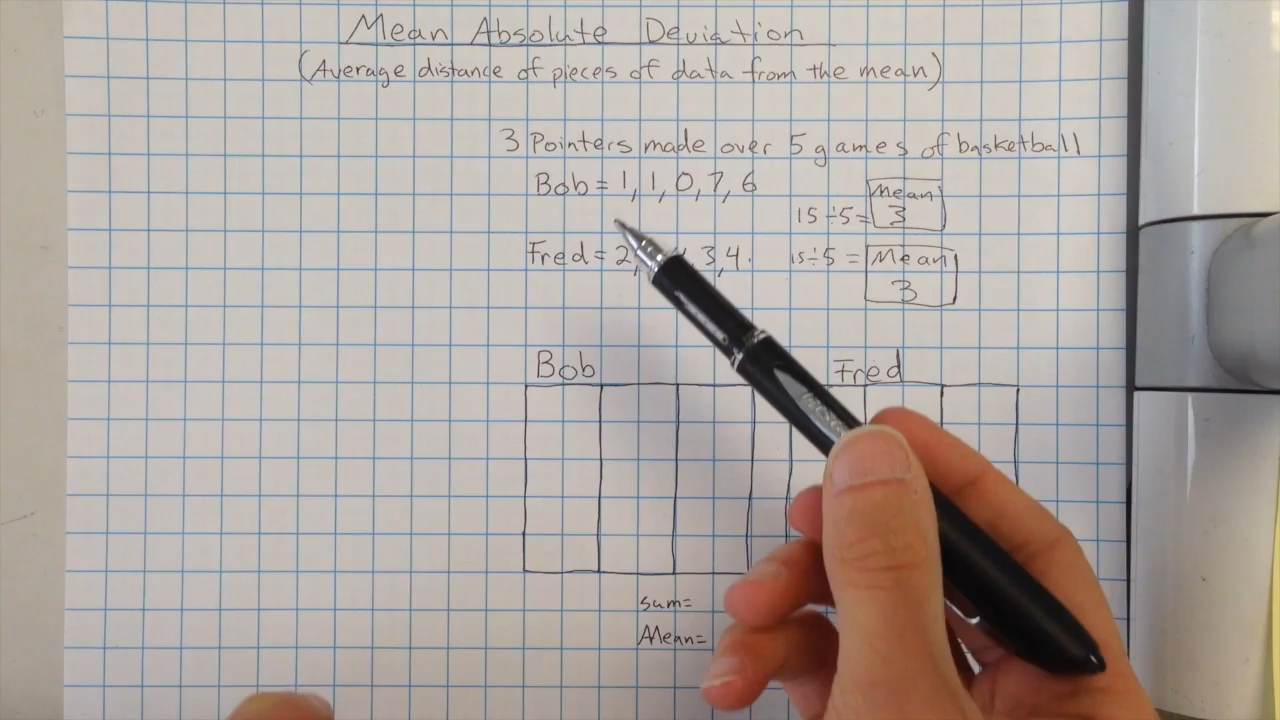 Mean Absolute Deviation
(Average distance of pieces of data from the mean)
3 Pointers made over 5 games of basketball
Bob = 1, 1, 0, 7, 6
15÷5= Mean 3
Fred = 2, 3, 4.
15÷5 = Mean 3
Bob
Fred
sum=
Mean=